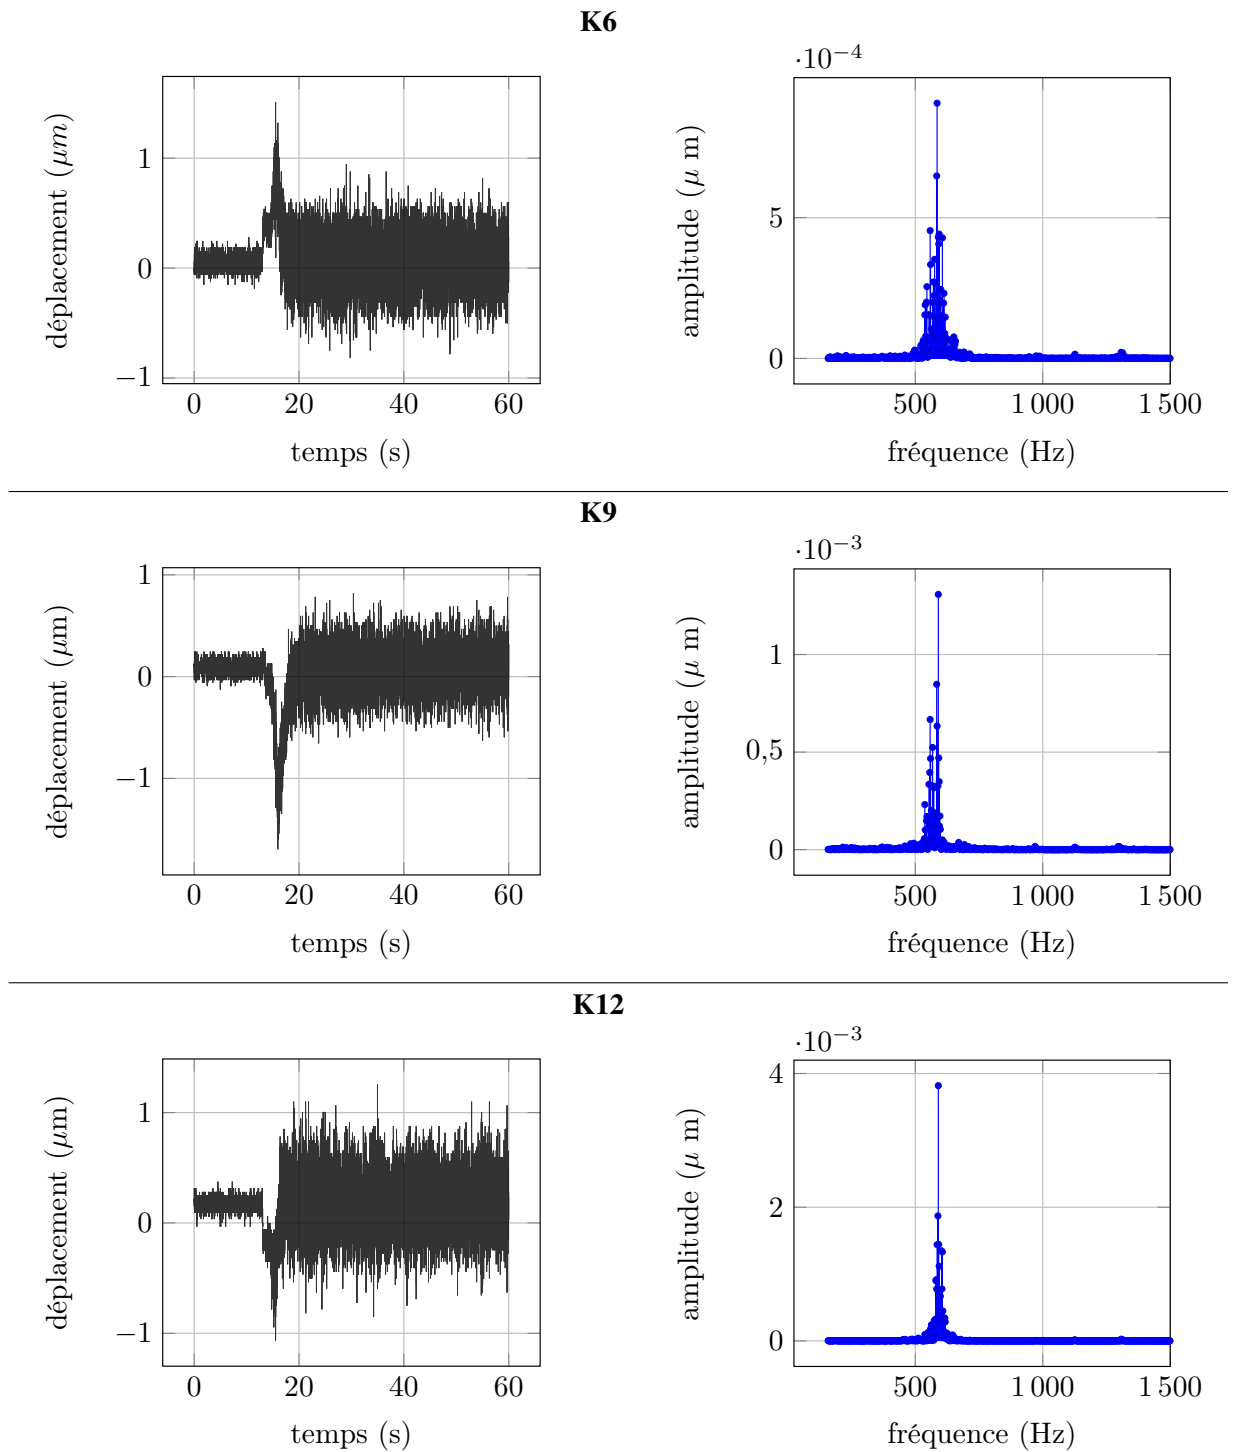 K6
·10−4
1
0
−1
0 20 40 60
déplacement (μm)
temps (s)
5
0
500 1 000 1 500
amplitude (μ m)
fréquence (Hz)
K9
·10−3
1
0
−1
0 20 40 60
déplacement (μm)
temps (s)
1
0,5
0
500 1 000 1 500
amplitude (μ m)
fréquence (Hz)
K12
·10−3
1
0
−1
0 20 40 60
déplacement (μm)
temps (s)
4
2
0
500 1 000 1 500
amplitude (μ m)
fréquence (Hz)